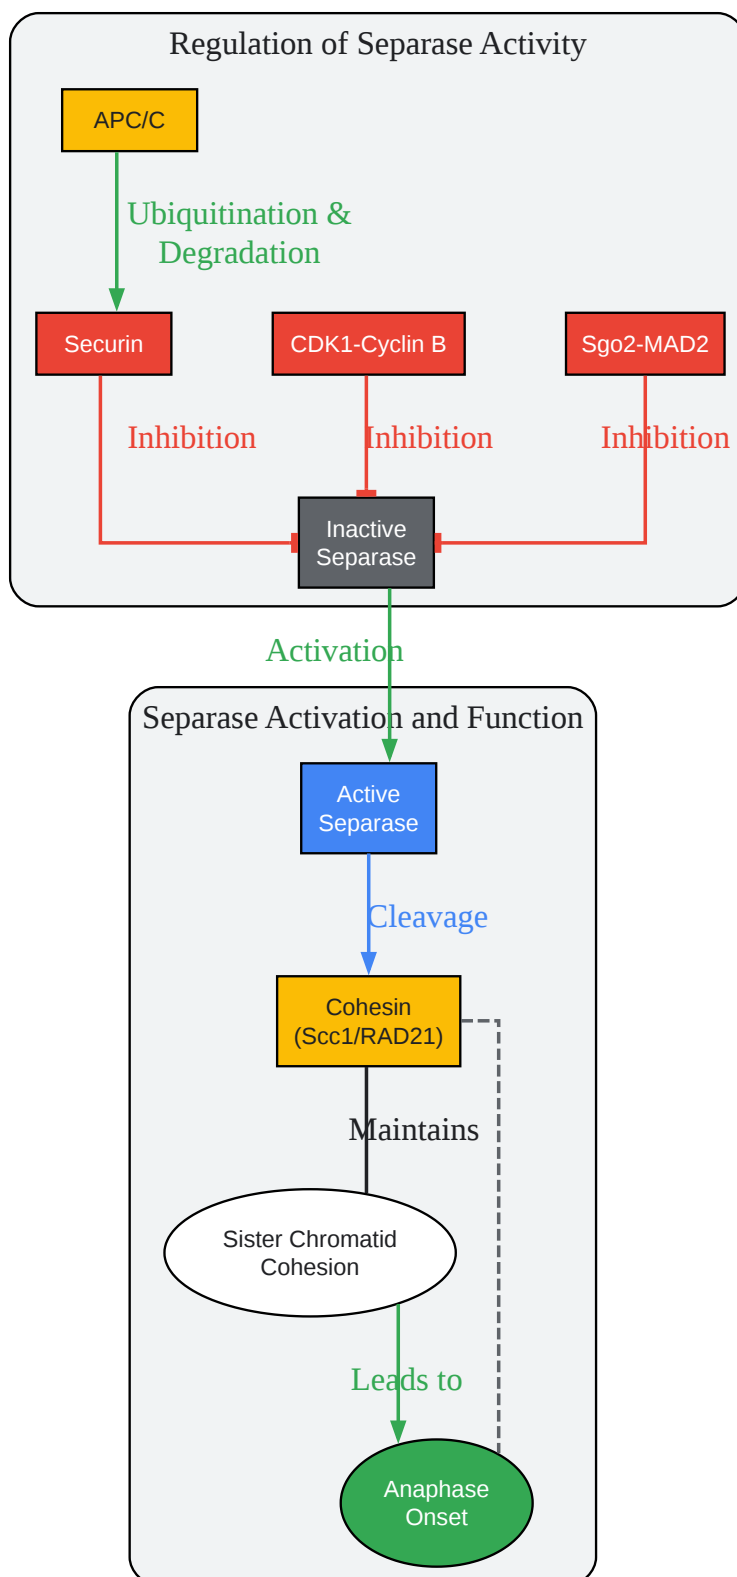 Regulation of Separase Activity
APC/C
Ubiquitination &
Degradation
Securin
CDK1-Cyclin B
Sgo2-MAD2
Inhibition
Inhibition
Inhibition
Inactive
Separase
Activation
Separase Activation and Function
Active
Separase
Cleavage
Cohesin
(Scc1/RAD21)
Maintains
Sister Chromatid
Cohesion
Leads to
Anaphase
Onset